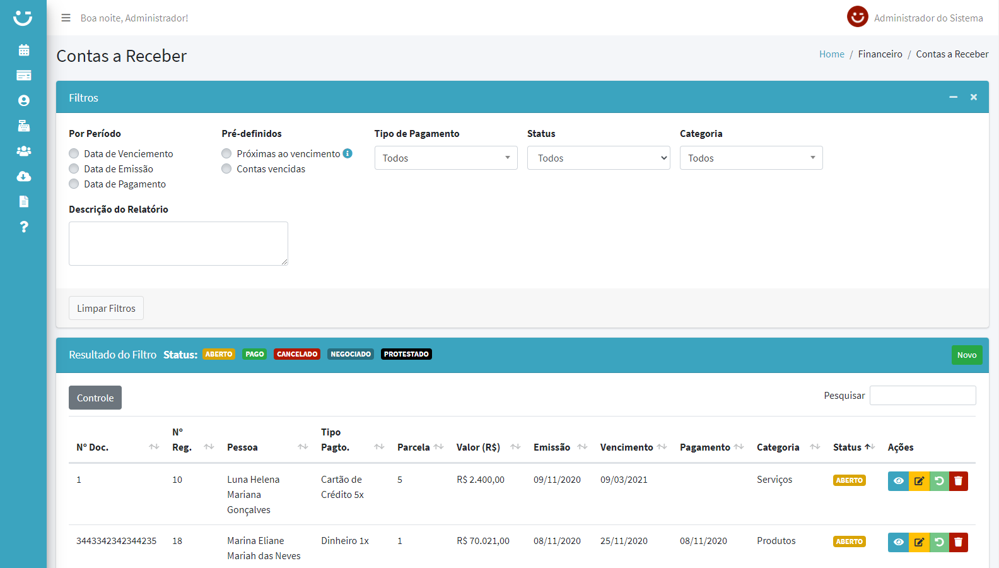 Boa noite, Administrador!
Administrador do Sistema
Contas a Receber
Home / Financeiro / Contas a Receber
Filtros
Por Período
Data de Venciemento
Data de Emissão
Data de Pagamento
Pré-definidos
Próximas ao vencimento
Contas vencidas
Tipo de Pagamento
Todos
Status
Todos
Categoria
Todos
Descrição do Relatório
Limpar Filtros
Resultado do Filtro Status: ABERTO PAGO CANCELADO NEGOCIADO PROTESTADO
Novo
Controle
Pesquisar
Nº Doc. Nº Reg. Pessoa Tipo Pagto. Parcela Valor (R$) Emissão Vencimento Pagamento Categoria Status Ações
1 10 Luna Helena Mariana Gonçalves Cartão de Crédito 5x 5 R$ 2.400,00 09/11/2020 09/03/2021 Serviços ABERTO
3443342342344235 18 Marina Eliane Mariah das Neves Dinheiro 1x 1 R$ 70.021,00 08/11/2020 25/11/2020 08/11/2020 Produtos ABERTO